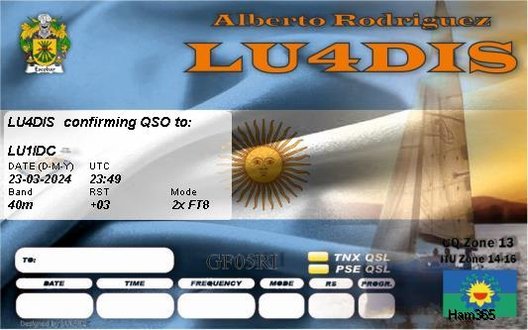 Alberto Rodriguez
LU4DIS
Escobar
LU4DIS confirming QSO to:
LU1IDC
DATE (D-M-Y) UTC
23-03-2024 23:49
Band RST Mode
40m +03 2x FT8
CQ Zone 13
TO: GF05RI TNX QSL ITU Zone 14-16
PSE QSL
DATE TIME FREQUENCY MODE RS PROGR.
Ham365